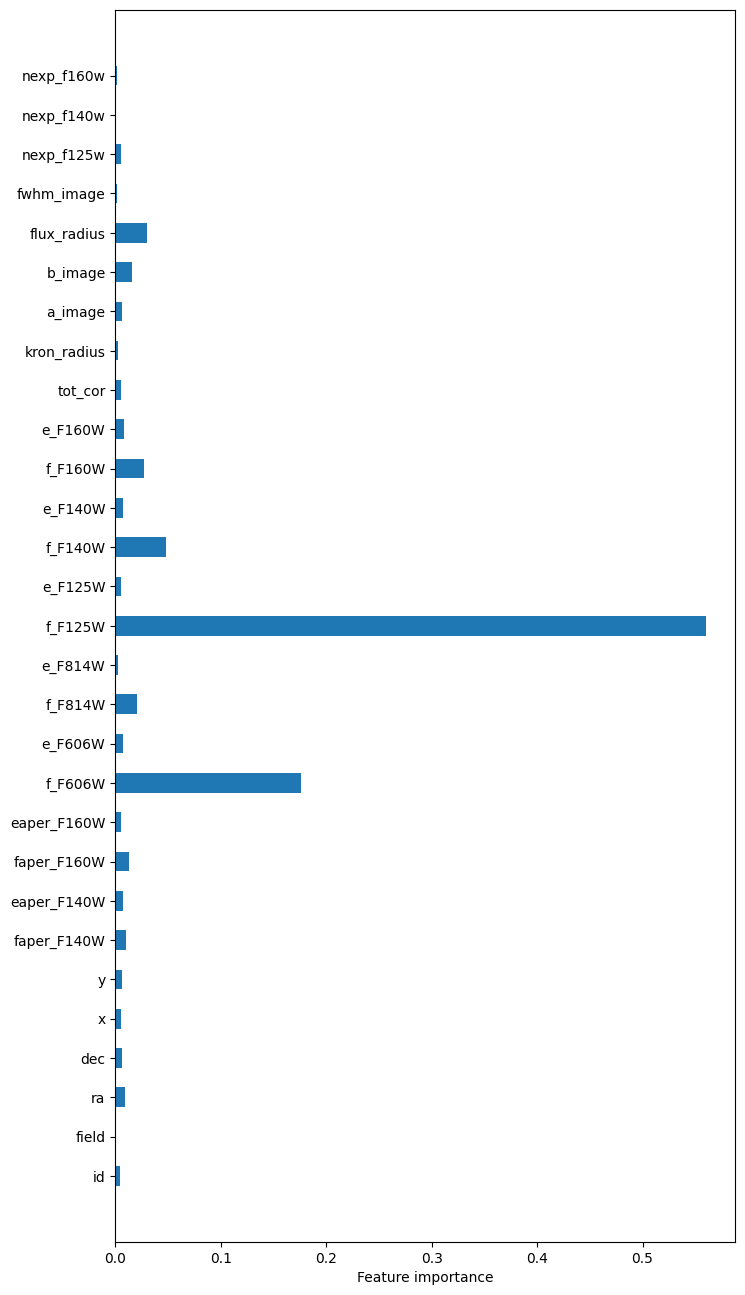 nexp_f160w
nexp_f140w
nexp_f125w
fwhm_image
flux_radius
b_image
a_image
kron_radius
tot_cor
e_F160W
f_F160W
e_F140W
f_F140W
e_F125W
f_F125W
e_F814W
f_F814W
e_F606W
f_F606W
eaper_F160W
faper_F160W
eaper_F140W
faper_F140W
y
x
dec
ra
field
id
0.0 0.1 0.2 0.3 0.4 0.5
Feature importance